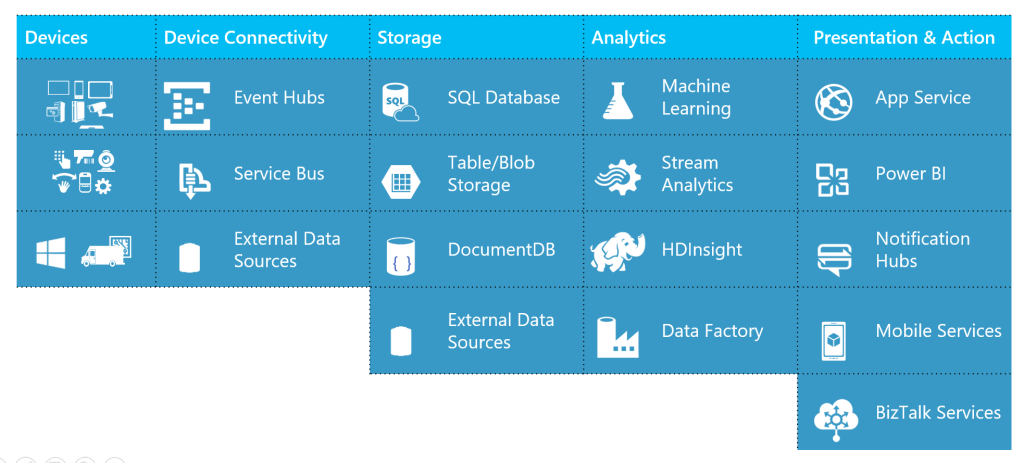 Devices
Device Connectivity
Storage
Analytics
Presentation & Action
Event Hubs
SQL
SQL Database
Machine
Learning
App Service
Service Bus
Table/Blob
Storage
Stream
Analytics
Power BI
External Data
Sources
{ }
DocumentDB
HDInsight
Notification
Hubs
External Data
Sources
Data Factory
Mobile Services
BizTalk Services